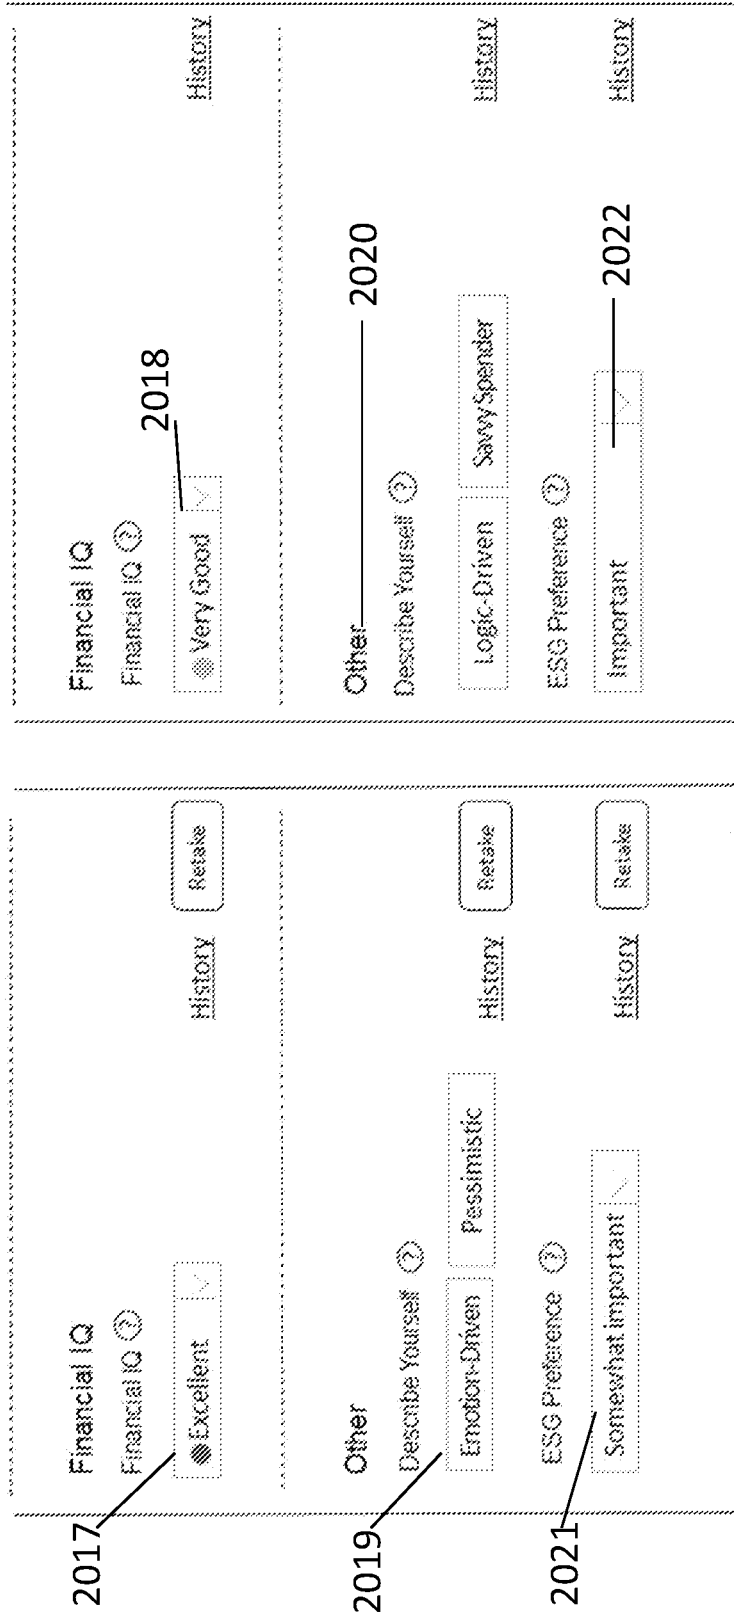 Financial IQ
Financial IQ ?
2017
Excellent
History
Retake
Other
Describe Yourself ?
2019
Emotion-Driven
Pessimistic
History
Retake
ESG Preference ?
2021
Somewhat important
History
Retake
Financial IQ
Financial IQ ?
2018
Very Good
History
Other
2020
Describe Yourself ?
Logic-Driven
Savvy Spender
History
ESG Preference ?
Important
2022
History